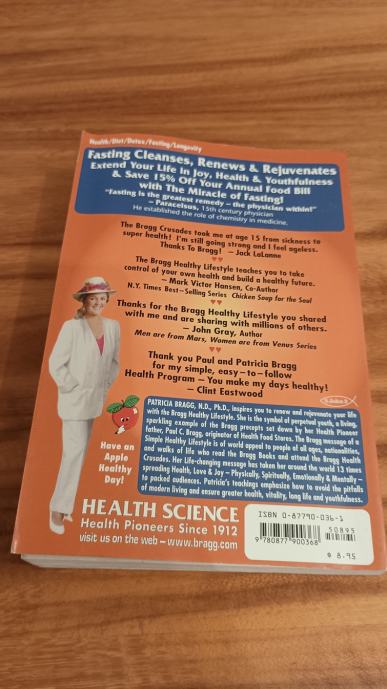 Health/Diet/Detox/Fasting/Longevity
Fasting Cleanses, Renews & Rejuvenates
Extend Your Life in Joy, Health & Youthfulness
& Save 15% Off Your Annual Food Bill
with The Miracle of Fasting!
"Fasting is the greatest remedy – the physician within!"
– Paracelsus, 15th century physician
He established the role of chemistry in medicine.
The Bragg Crusades took me at age 15 from sickness to
super health! I'm still going strong and I feel ageless.
Thanks To Bragg! – Jack LaLanne
The Bragg Healthy Lifestyle teaches you to take
control of your own health and build a healthy future.
– Mark Victor Hansen, Co-Author
N.Y. Times Best-Selling Series Chicken Soup for the Soul
Thanks for the Bragg Healthy Lifestyle you shared
with me and are sharing with millions of others.
– John Gray, Author
Men are from Mars, Women are from Venus Series
Thank you Paul and Patricia Bragg
for my simple, easy-to-follow
Health Program – You make my days healthy!
– Clint Eastwood
3 John 2
PATRICIA BRAGG, N.D., Ph.D., inspires you to renew and rejuvenate your life
with the Bragg Healthy Lifestyle. She is the symbol of perpetual youth, a living,
sparkling example of the Bragg precepts set down by her Health Pioneer
father, Paul C. Bragg, originator of Health Food Stores. The Bragg message of a
Simple Healthy Lifestyle is of world appeal to people of all ages, nationalities,
and walks of life who read the Bragg Books and attend the Bragg Health
Crusades. Her life-changing message has taken her around the world 13 times
spreading Health, Love & Joy – Physically, Spiritually, Emotionally & Mentally –
to packed audiences. Patricia's teachings emphasize how to avoid the pitfalls
of modern living and ensure greater health, vitality, long life and youthfulness.
Have an
Apple
Healthy
Day!
HEALTH SCIENCE
Health Pioneers Since 1912
visit us on the web – www.bragg.com
ISBN 0-87790-036-1
50895
9 780877 900368
$ 8.95